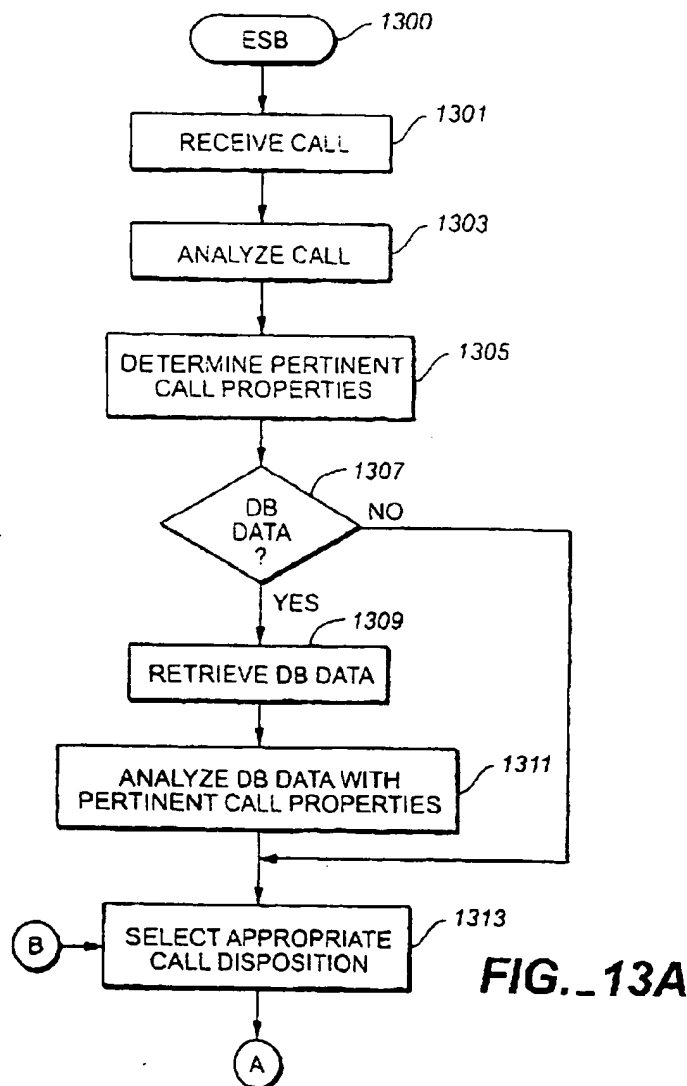 ESB
1300
RECEIVE CALL
1301
ANALYZE CALL
1303
DETERMINE PERTINENT
CALL PROPERTIES
1305
DB
DATA
?
1307
NO
YES
RETRIEVE DB DATA
1309
ANALYZE DB DATA WITH
PERTINENT CALL PROPERTIES
1311
B
SELECT APPROPRIATE
CALL DISPOSITION
1313
FIG._13A
A